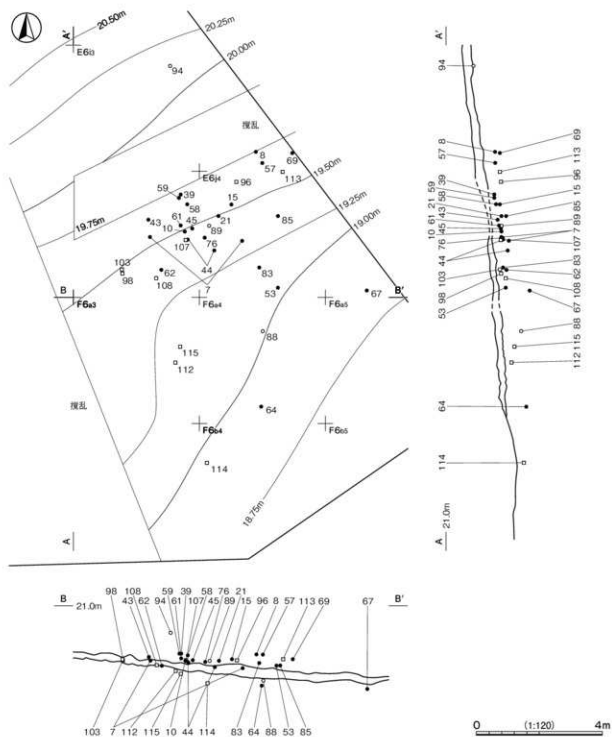 20.50m
20.25m
20.00m
A'
E6i3
94
撹乱
8
69
57
E6j4
113
19.50m
96
59
39
15
58
19.75m
19.25m
43
61
45
21
85
10
89
19.00m
107
76
103
62
44
83
98
108
B
F6a3
7
F6a4
53
F6a5
67
B'
88
115
112
撹乱
64
F6b4
F6b5
114
18.75m
A
A'
94
8
57
69
113
96
39
59
58
21
15
85
61
43
45
10
89
7
107
76
44
83
62
103
108
98
67
53
88
115
112
64
114
A
21.0m
98 108 59 39 58 76 21
43 62 94 61 107 45 89 15 96 8 57 113 69
67
B
21.0m
B'
103 7 112 115 10 44 114 83 64 88 53 85
0 (1:120) 4m